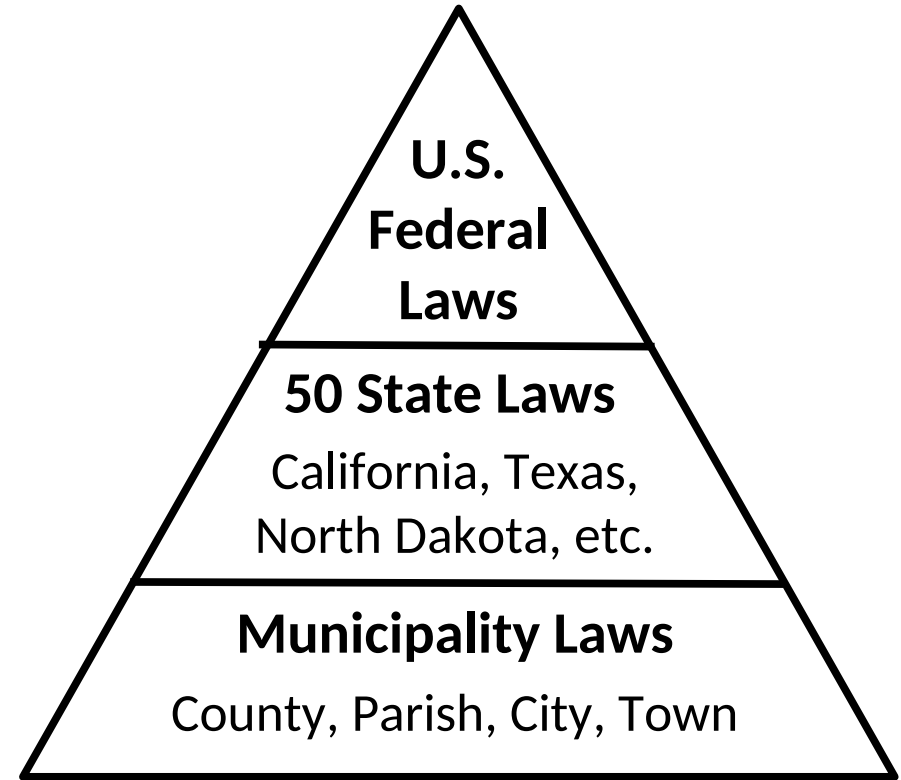 U.S.
Federal
Laws
50 State Laws
California, Texas,
North Dakota, etc.
Municipality Laws
County, Parish, City, Town